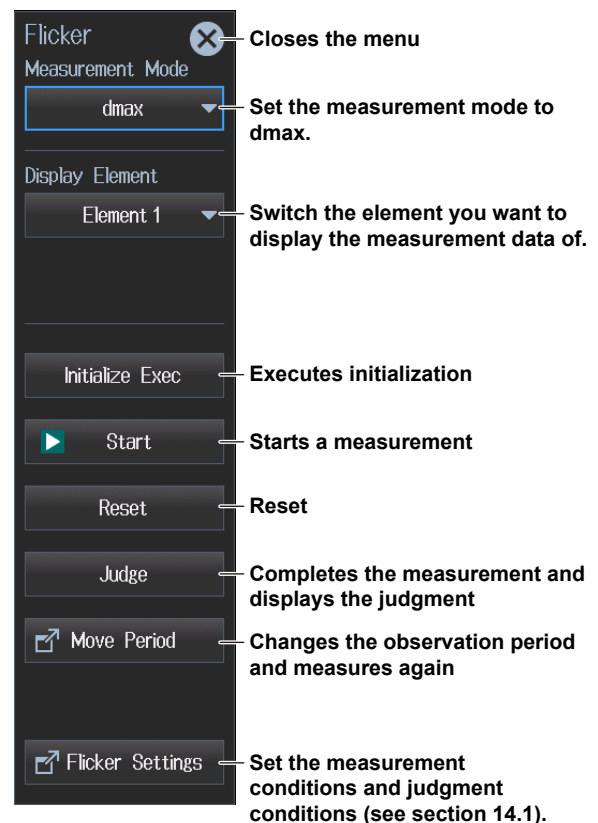 Flicker
Closes the menu
Measurement Mode
dmax
Set the measurement mode to
dmax.
Display Element
Element 1
Switch the element you want to
display the measurement data of.
Initialize Exec
Executes initialization
Start
Starts a measurement
Reset
Reset
Judge
Completes the measurement and
displays the judgment
Move Period
Changes the observation period
and measures again
Flicker Settings
Set the measurement
conditions and judgment
conditions (see section 14.1).